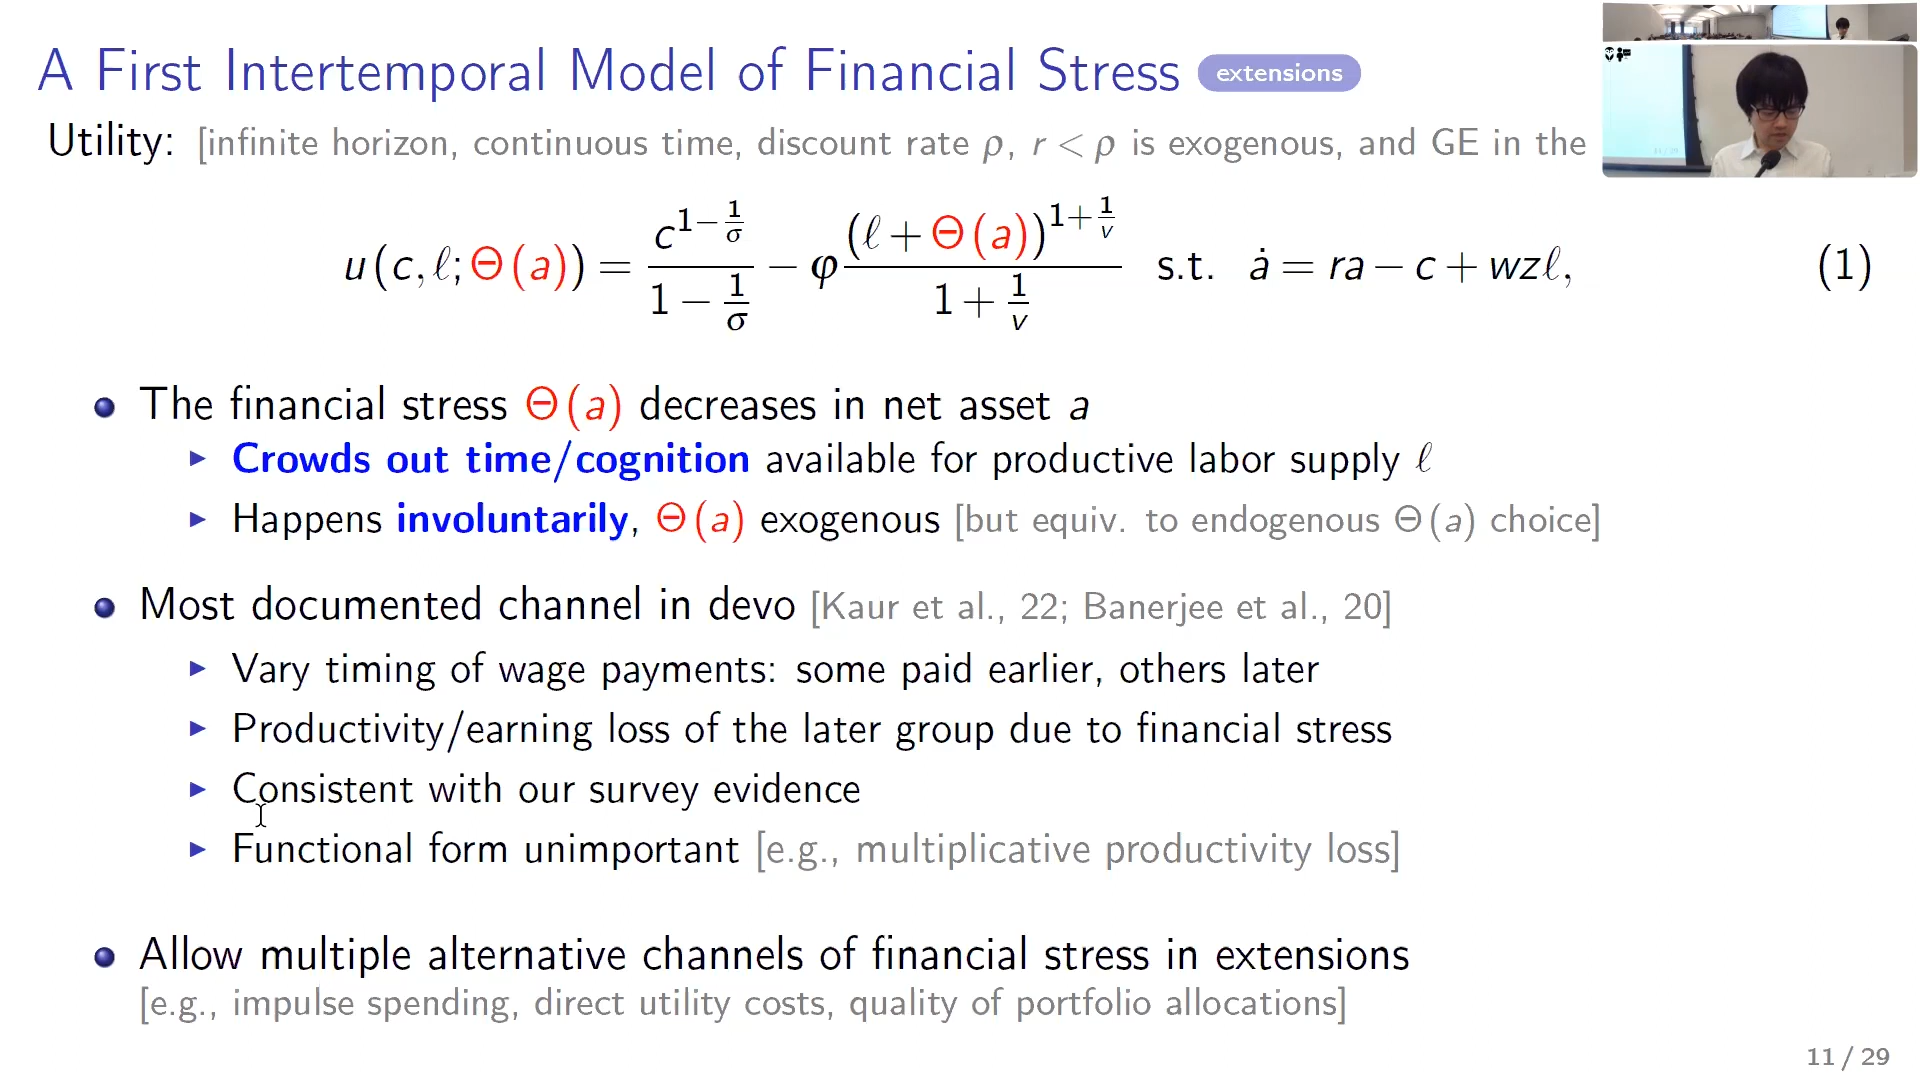 A First Intertemporal Model of Financial Stress extensions
Utility: [infinite horizon, continuous time, discount rate ρ, r < ρ is exogenous, and GE in the
u(c, ℓ; Θ(a)) = \frac{c^{1-\frac{1}{σ}}}{1-\frac{1}{σ}} − φ \frac{(ℓ+Θ(a))^{1+\frac{1}{ν}}}{1+\frac{1}{ν}} s.t. ȧ = ra − c + wzℓ, (1)
• The financial stress Θ(a) decreases in net asset a
▶ Crowds out time/cognition available for productive labor supply ℓ
▶ Happens involuntarily, Θ(a) exogenous [but equiv. to endogenous Θ(a) choice]
• Most documented channel in devo [Kaur et al., 22; Banerjee et al., 20]
▶ Vary timing of wage payments: some paid earlier, others later
▶ Productivity/earning loss of the later group due to financial stress
▶ Consistent with our survey evidence
▶ Functional form unimportant [e.g., multiplicative productivity loss]
• Allow multiple alternative channels of financial stress in extensions
[e.g., impulse spending, direct utility costs, quality of portfolio allocations]
11 / 29